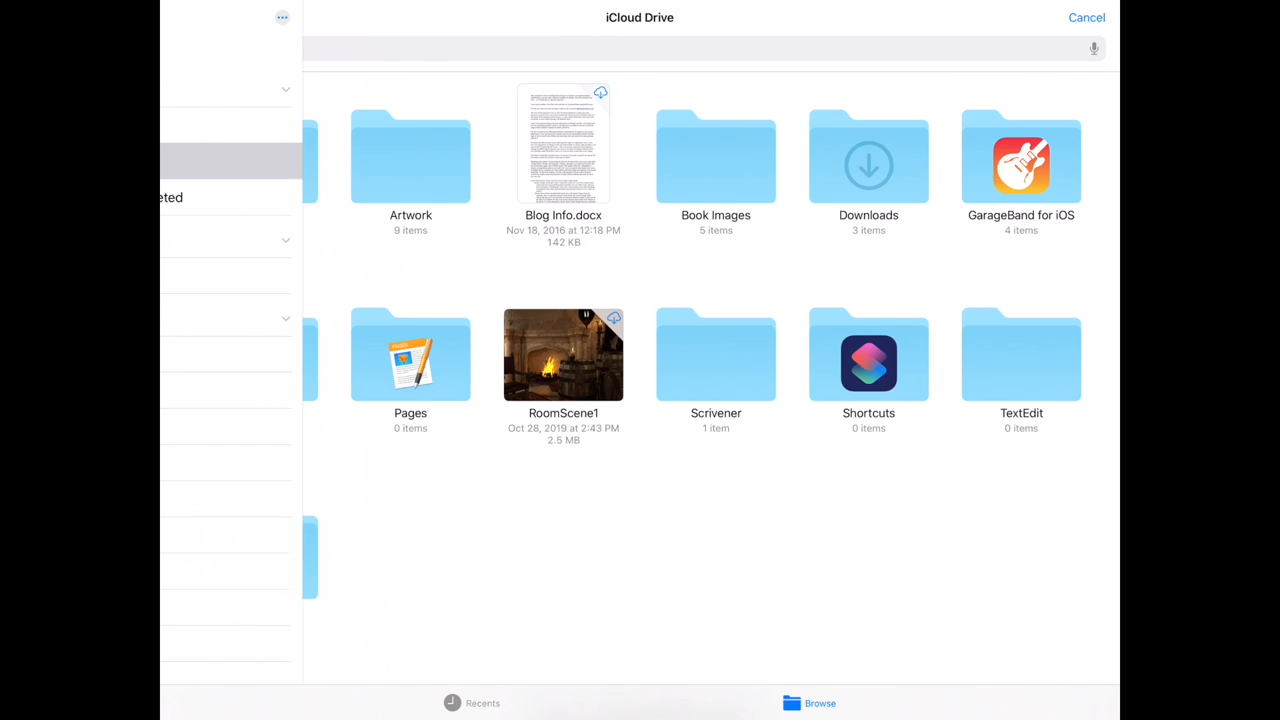 iCloud Drive
Cancel
eted
Artwork
9 items
Blog Info.docx
Nov 18, 2016 at 12:18 PM
142 KB
Book Images
5 items
Downloads
3 items
GarageBand for iOS
4 items
Pages
0 items
RoomScene1
Oct 28, 2019 at 2:43 PM
2.5 MB
Scrivener
1 item
Shortcuts
0 items
TextEdit
0 items
Recents
Browse